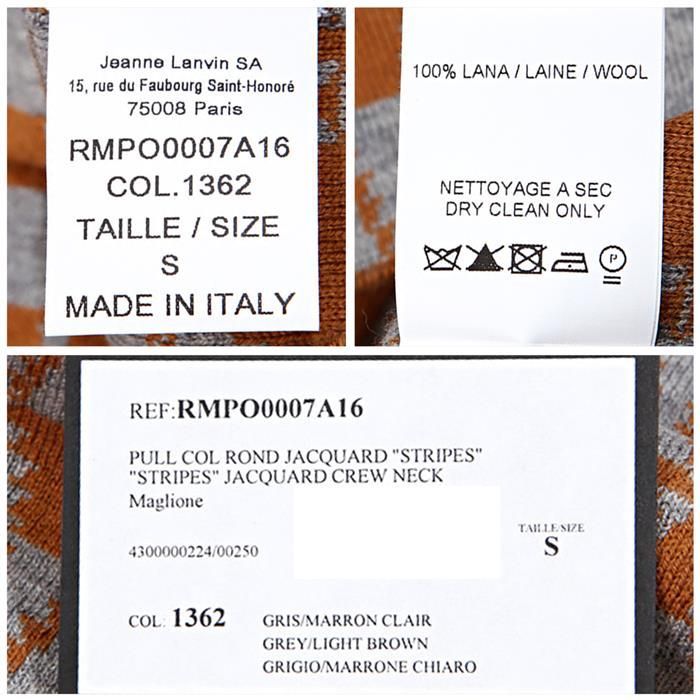 Jeanne Lanvin SA
15, rue du Faubourg Saint-Honoré
75008 Paris
RMPO0007A16
COL.1362
TAILLE / SIZE
S
MADE IN ITALY
100% LANA / LAINE / WOOL
NETTOYAGE A SEC
DRY CLEAN ONLY
P
REF:RMPO0007A16
PULL COL ROND JACQUARD "STRIPES"
"STRIPES" JACQUARD CREW NECK
Maglione
TAILLE/SIZE
S
4300000224/00250
COL: 1362 GRIS/MARRON CLAIR
GREY/LIGHT BROWN
GRIGIO/MARRONE CHIARO